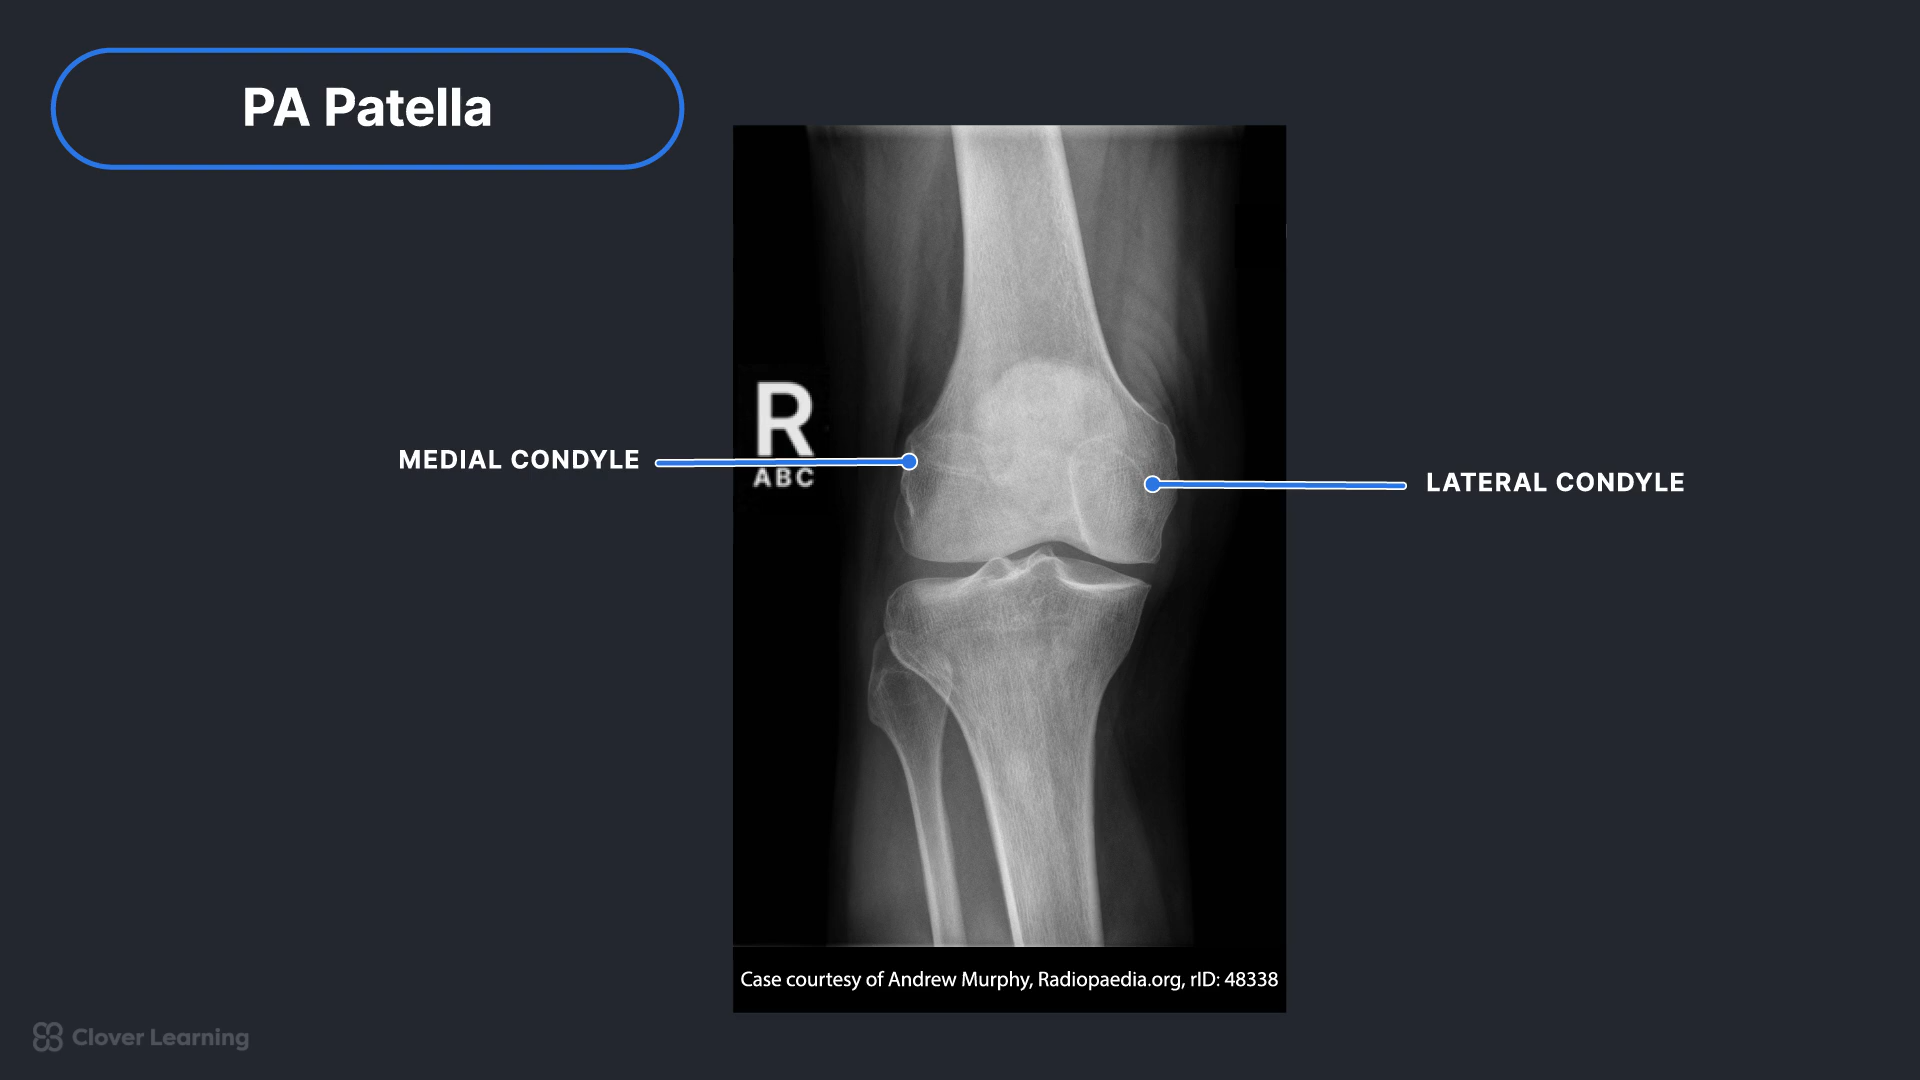 PA Patella
R
ABC
MEDIAL CONDYLE
LATERAL CONDYLE
Case courtesy of Andrew Murphy, Radiopaedia.org, rID: 48338
Clover Learning